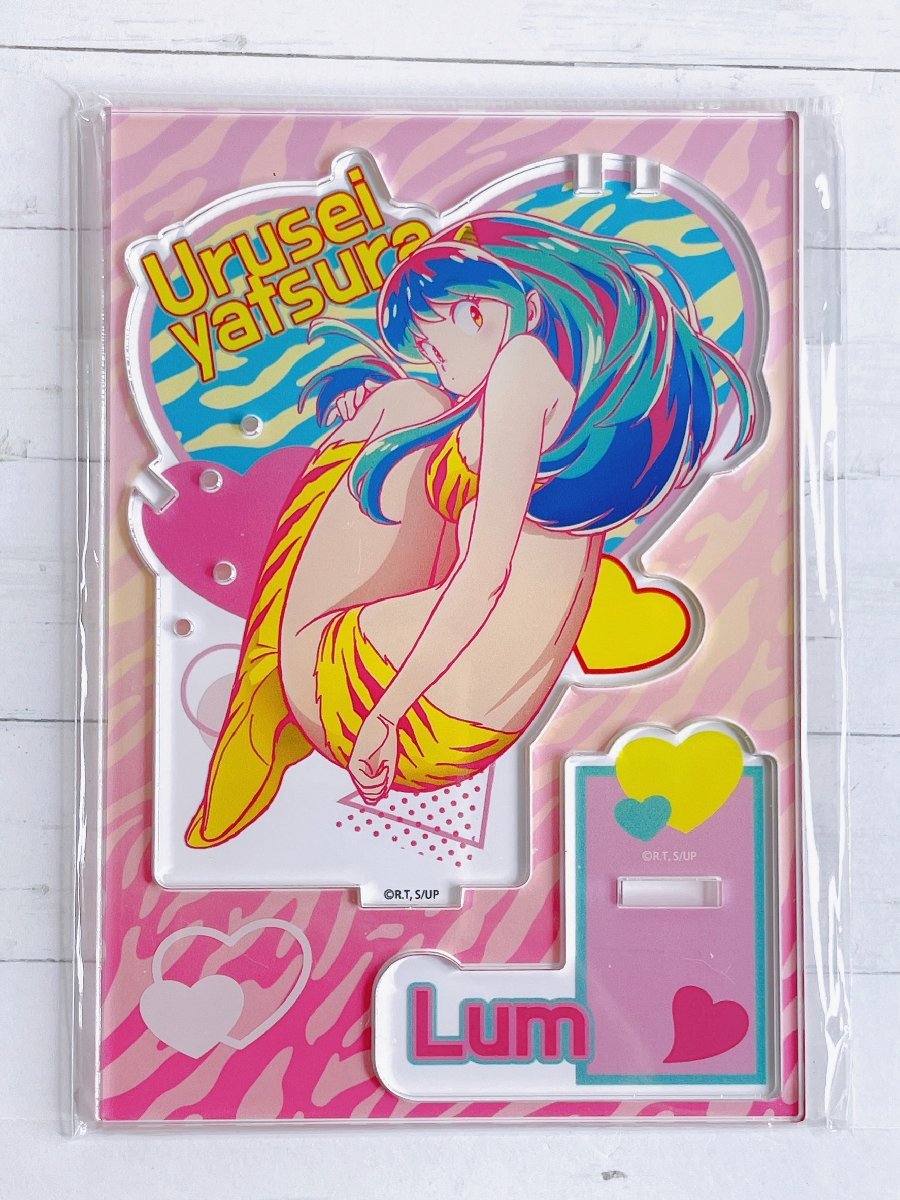 Urusei
yatsura
©R.T, S/UP
©R.T, S/UP
Lum